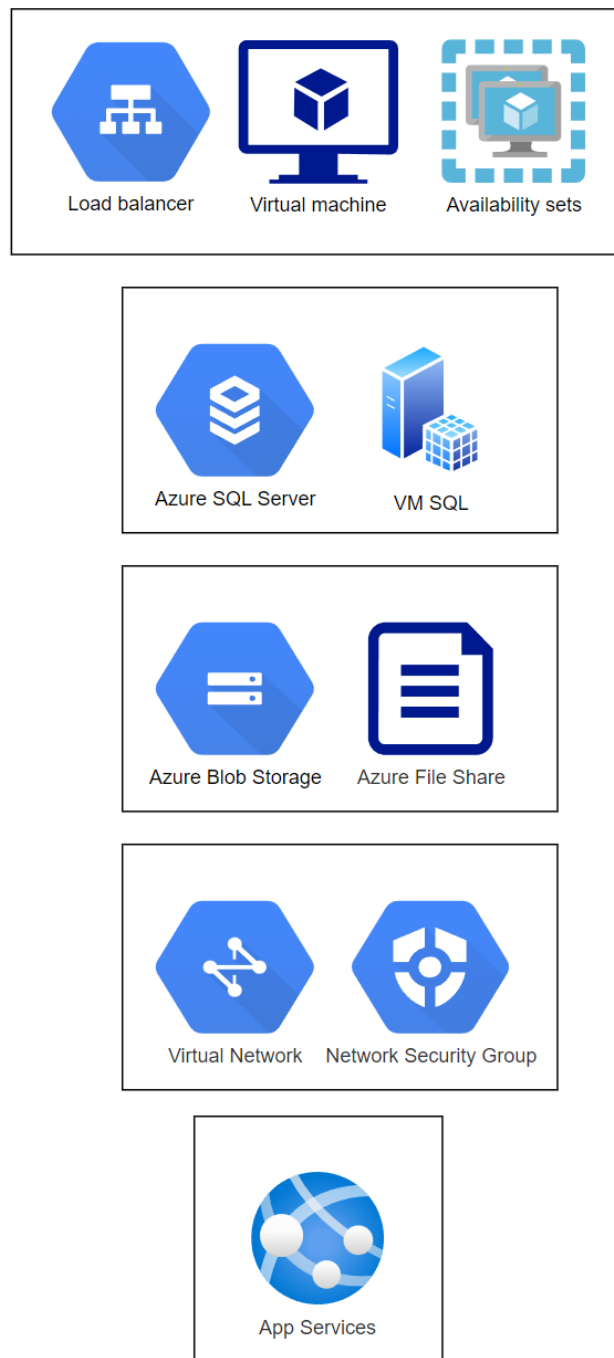 Load balancer
Virtual machine
Availability sets
Azure SQL Server
VM SQL
Azure Blob Storage
Azure File Share
Virtual Network
Network Security Group
App Services